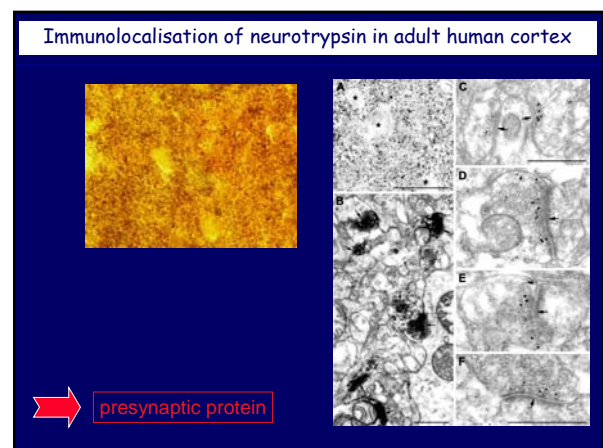 Immunolocalisation of neurotrypsin in adult human cortex
A
B
C
D
E
F
presynaptic protein